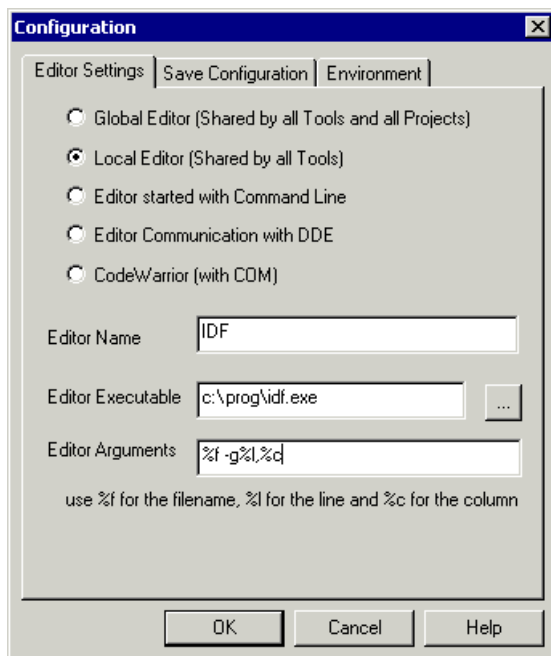 Configuration
Editor Settings Save Configuration Environment
Global Editor (Shared by all Tools and all Projects)
Local Editor (Shared by all Tools)
Editor started with Command Line
Editor Communication with DDE
CodeWarrior (with COM)
Editor Name IDF
Editor Executable c:\prog\idf.exe ...
Editor Arguments %f -g%l,%c
use %f for the filename, %l for the line and %c for the column
OK Cancel Help